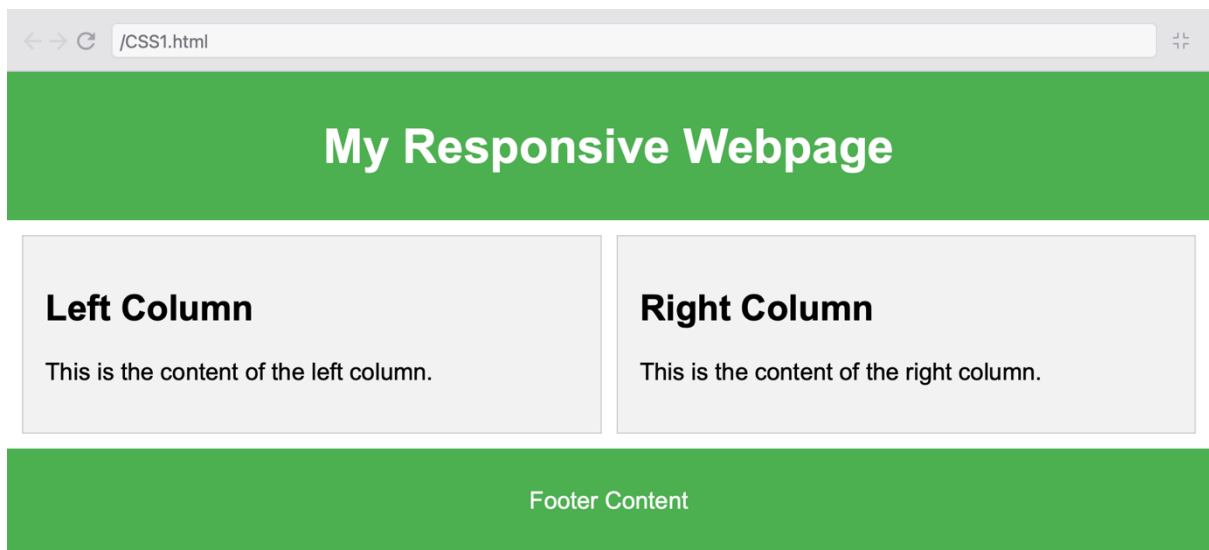 /CSS1.html
My Responsive Webpage
Left Column
This is the content of the left column.
Right Column
This is the content of the right column.
Footer Content